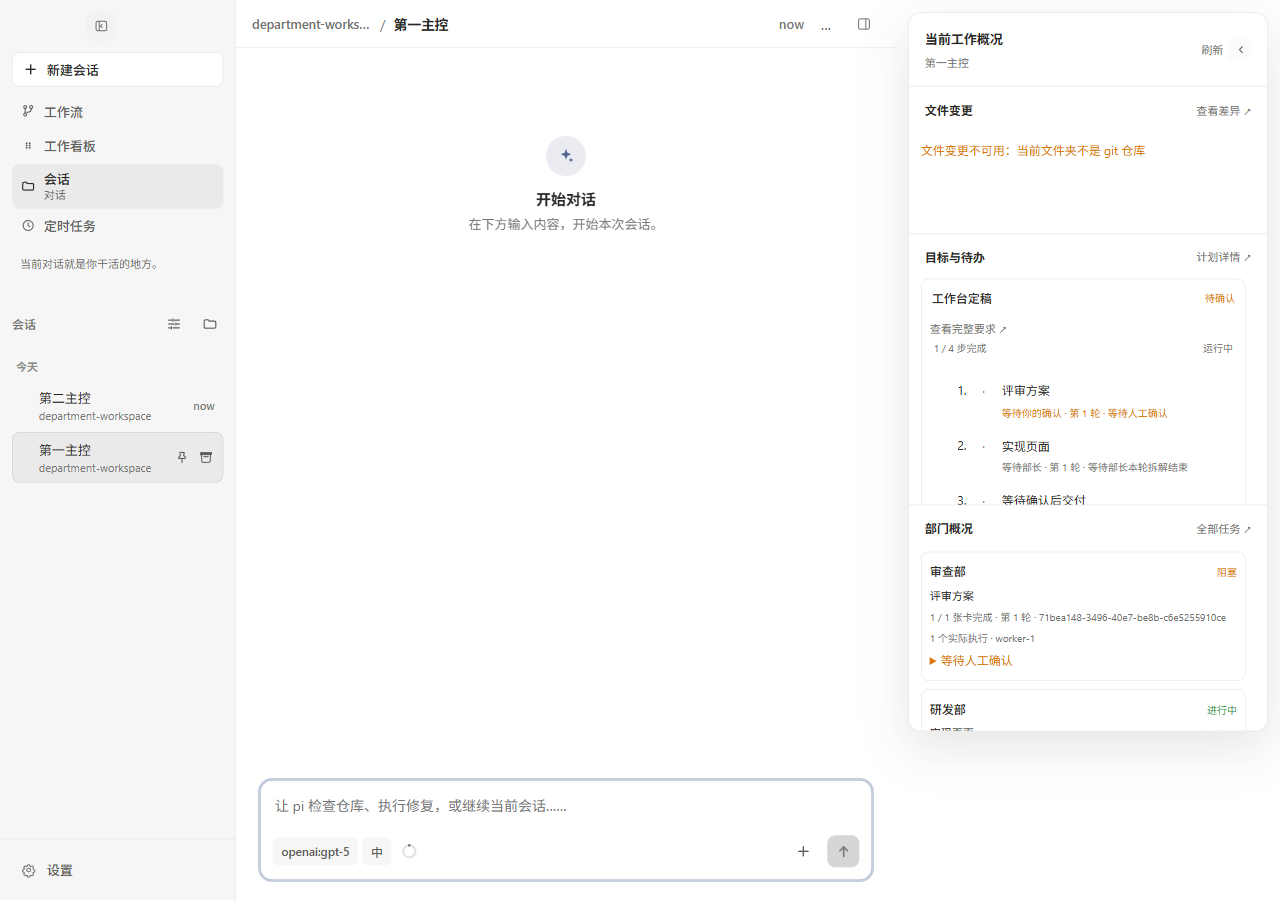 新建会话
工作流
工作看板
会话
对话
定时任务
当前对话就是你干活的地方。
会话
今天
第二主控
department-workspace
now
第一主控
department-workspace
设置
department-works... / 第一主控
now
...
开始对话
在下方输入内容，开始本次会话。
让 pi 检查仓库、执行修复，或继续当前会话......
openai:gpt-5
中
当前工作概况
第一主控
刷新
文件变更
查看差异 ↗
文件变更不可用：当前文件夹不是 git 仓库
目标与待办
计划详情 ↗
工作台定稿
待确认
查看完整要求 ↗
1 / 4 步完成
运行中
1. · 评审方案
等待你的确认 · 第 1 轮 · 等待人工确认
2. · 实现页面
等待部长 · 第 1 轮 · 等待部长本轮拆解结束
3. · 等待确认后交付
部门概况
全部任务 ↗
审查部
阻塞
评审方案
1 / 1 张卡完成 · 第 1 轮 · 71bea148-3496-40e7-be8b-c6e5255910ce
1 个实际执行 · worker-1
▶ 等待人工确认
研发部
进行中